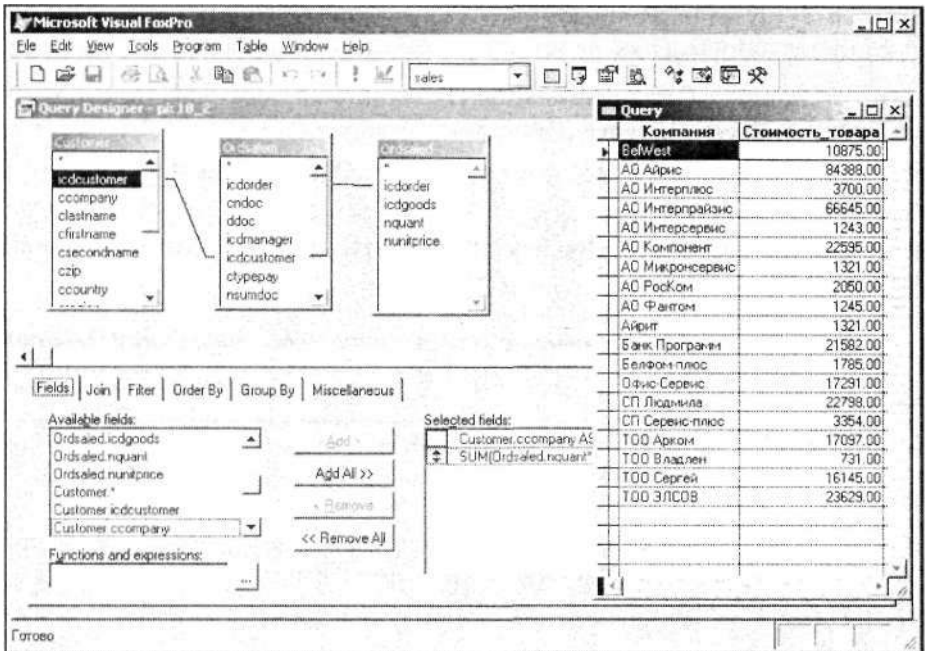 Microsoft Visual FoxPro
File Edit View Tools Program Table Window Help
sales
Query Designer - pic18_2
Customer
*
icdcustomer
ccompany
clastname
cfirstname
csecondname
czip
ccountry
Ordsalem
*
icdorder
cndoc
ddoc
icdmanager
icdcustomer
ctypepay
nsumdoc
Ordsaled
*
icdorder
icdgoods
nquant
nunitprice
Fields Join Filter Order By Group By Miscellaneous
Available fields:
Ordsaled.icdgoods
Ordsaled.nquant
Ordsaled.nunitprice
Customer.*
Customer.icdcustomer
Customer.ccompany
Functions and expressions:
...
Add >
Add All >>
< Remove
<< Remove All
Selected fields:
Customer.ccompany AS
SUM(Ordsaled.nquant*
Query
Компания Стоимость_товара
BelWest 10875.00
АО Айрис 84388.00
АО Интерплюс 3700.00
АО Интерпрайзис 66645.00
АО Интерсервис 1243.00
АО Компонент 22595.00
АО Микронсервис 1321.00
АО РосКом 2050.00
АО Фантом 1245.00
Айрит 1321.00
Банк Программ 21582.00
Белфом-плюс 1785.00
Офис-Сервис 17291.00
СП Людмила 22798.00
СП Сервис-плюс 3354.00
ТОО Арком 17097.00
ТОО Владлен 731.00
ТОО Сергей 16145.00
ТОО ЭЛСОВ 23629.00
Готово